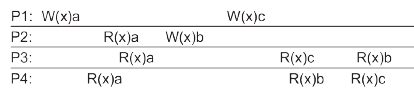 P1: W(x)a W(x)c
P2: R(x)a W(x)b
P3: R(x)a R(x)c R(x)b
P4: R(x)a R(x)b R(x)c